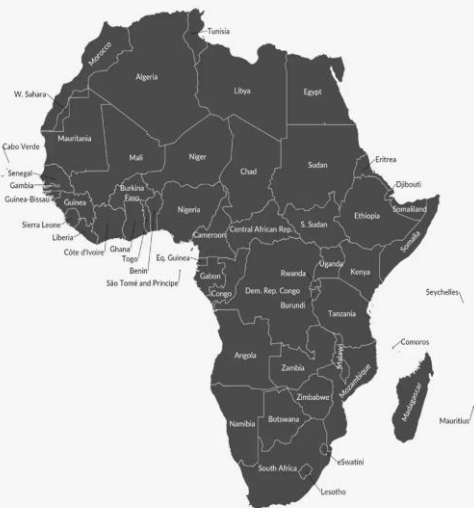 Tunisia
Morocco
Algeria
Libya
Egypt
W. Sahara
Mauritania
Mali
Niger
Chad
Sudan
Eritrea
Cabo Verde
Senegal
Gambia
Guinea-Bissau
Guinea
Burkina
Faso
Nigeria
Djibouti
Somaliland
Ethiopia
Somalia
Sierra Leone
Liberia
Côte d'Ivoire
Ghana
Togo
Benin
São Tomé and Principe
Cameroon
Central African Rep.
S. Sudan
Eq. Guinea
Gabon
Congo
Dem. Rep. Congo
Rwanda
Burundi
Uganda
Kenya
Tanzania
Seychelles
Comoros
Angola
Zambia
Malawi
Mozambique
Madagascar
Mauritius
Zimbabwe
Namibia
Botswana
eSwatini
South Africa
Lesotho